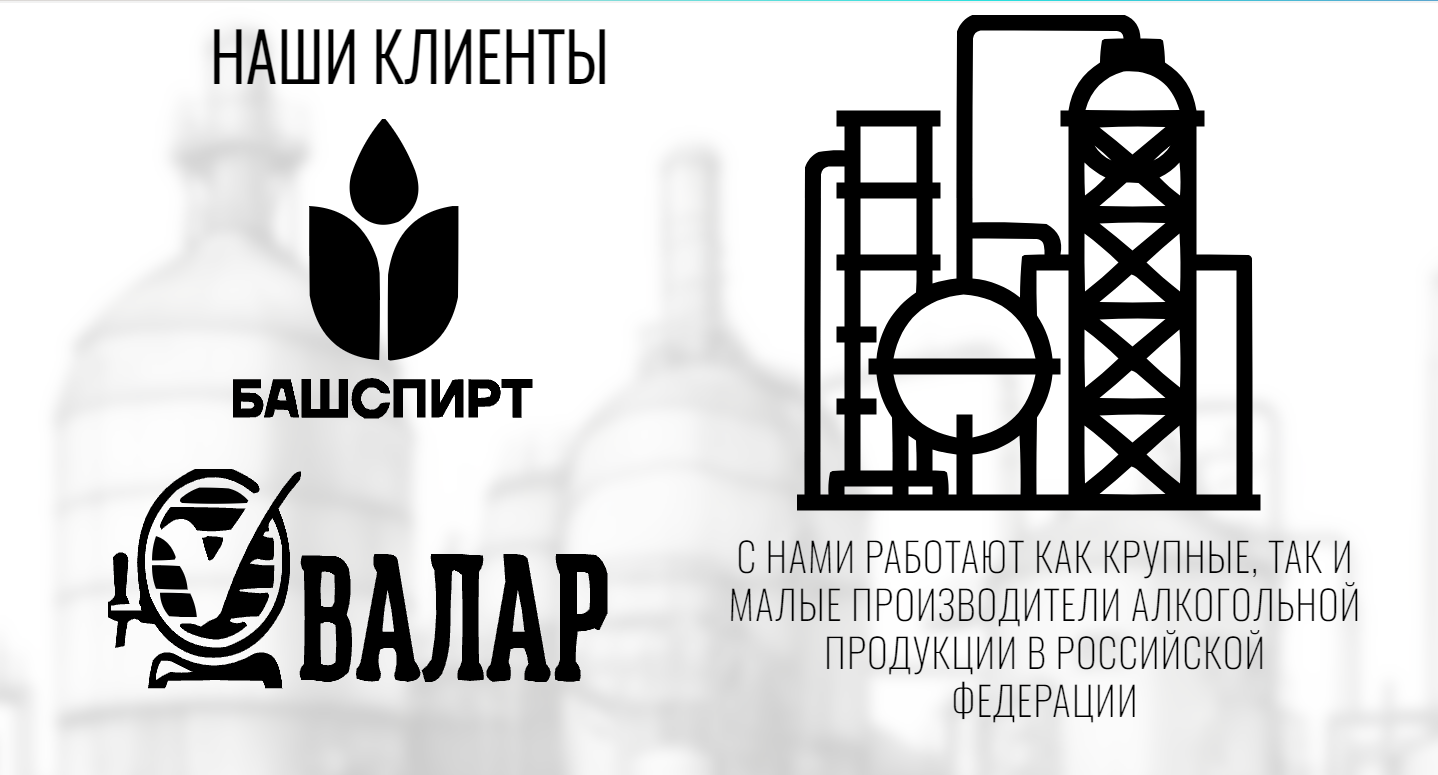 НАШИ КЛИЕНТЫ
БАШСПИРТ
ВАЛАР
С НАМИ РАБОТАЮТ КАК КРУПНЫЕ, ТАК И
МАЛЫЕ ПРОИЗВОДИТЕЛИ АЛКОГОЛЬНОЙ
ПРОДУКЦИИ В РОССИЙСКОЙ
ФЕДЕРАЦИИ